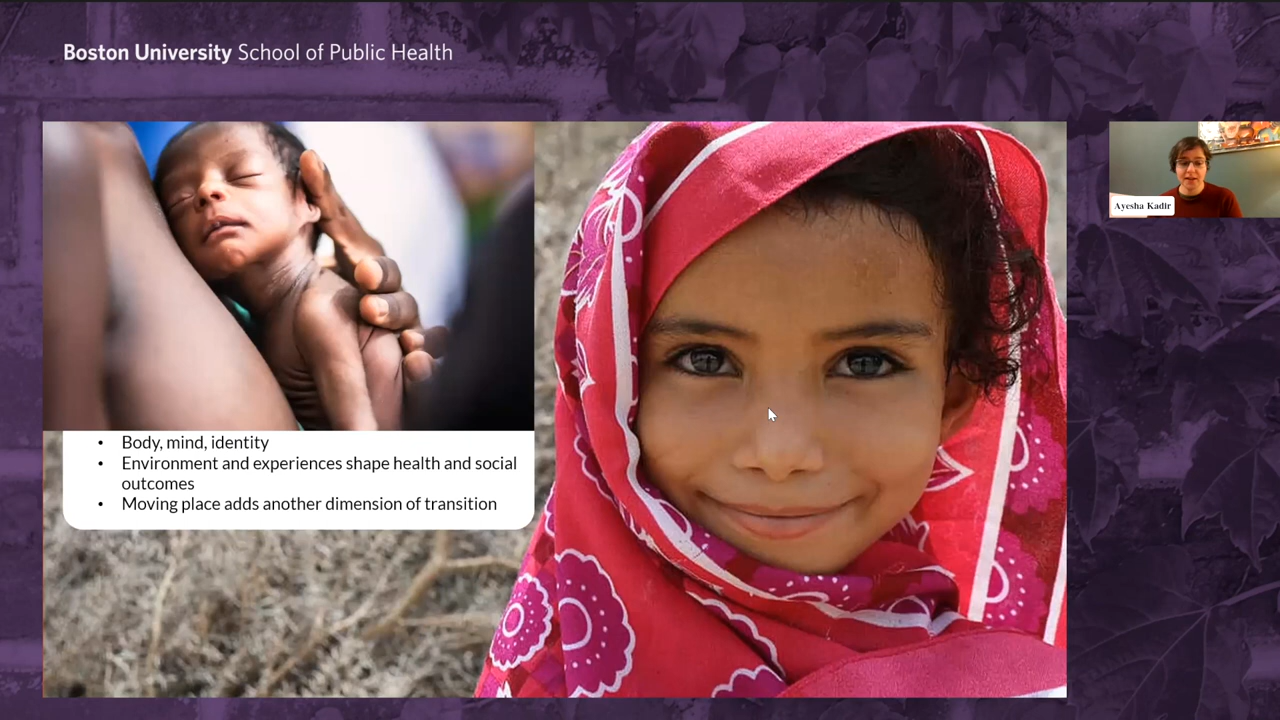 Boston University School of Public Health
Ayesha Kadir
• Body, mind, identity
• Environment and experiences shape health and social
outcomes
• Moving place adds another dimension of transition